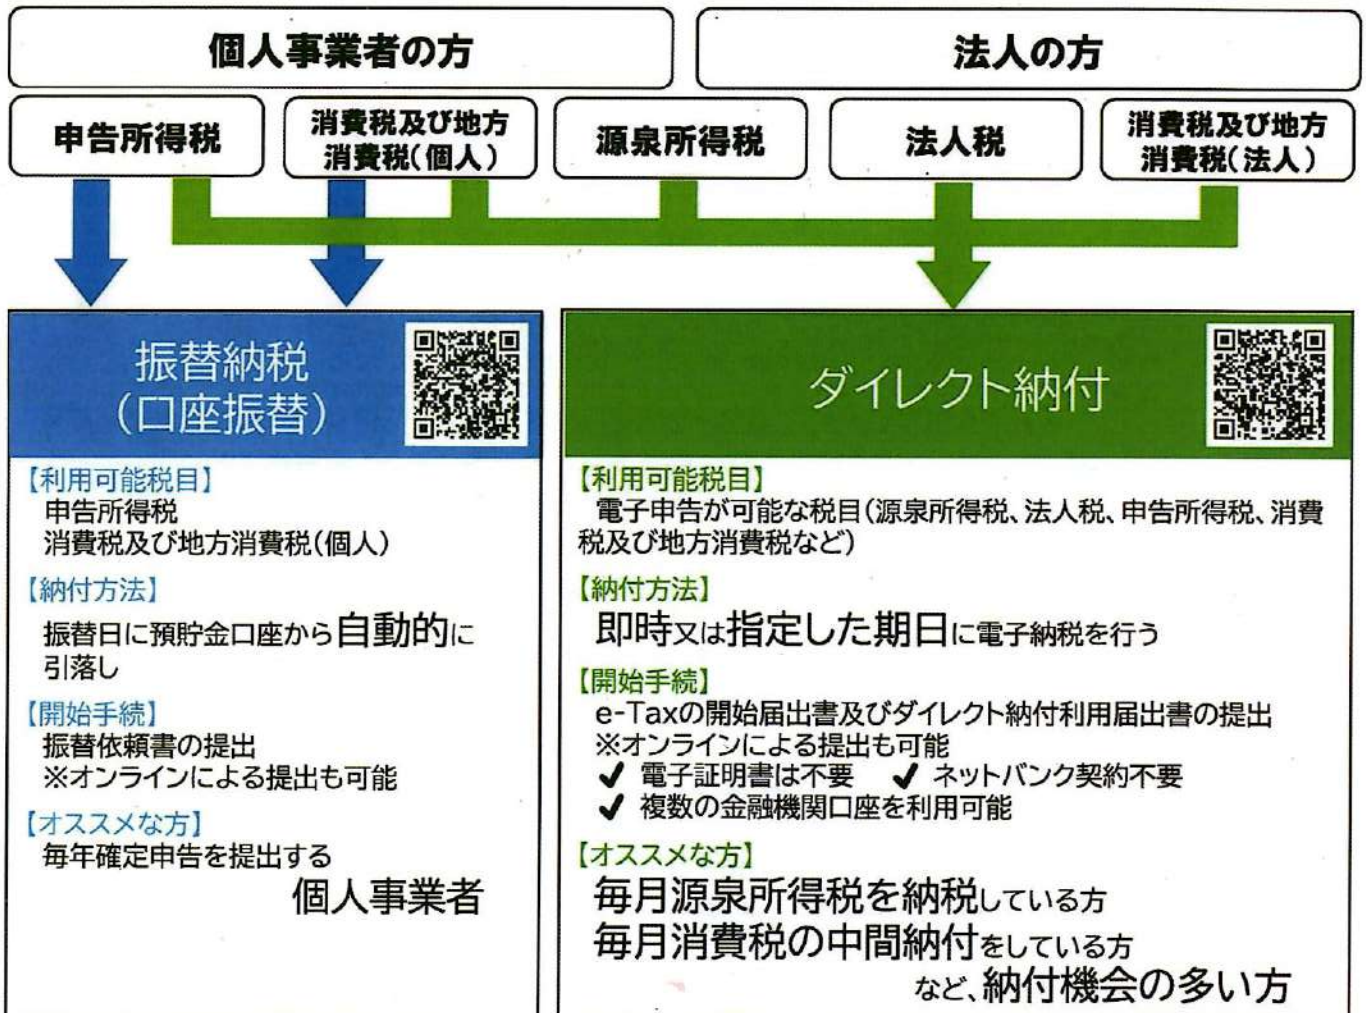 個人事業者の方
法人の方
申告所得税
消費税及び地方
消費税(個人)
源泉所得税
法人税
消費税及び地方
消費税(法人)
振替納税
(口座振替)
【利用可能税目】
申告所得税
消費税及び地方消費税(個人)
【納付方法】
振替日に預貯金口座から自動的に
引落し
【開始手続】
振替依頼書の提出
※オンラインによる提出も可能
【オススメな方】
毎年確定申告を提出する
個人事業者
ダイレクト納付
【利用可能税目】
電子申告が可能な税目(源泉所得税、法人税、申告所得税、消費
税及び地方消費税など)
【納付方法】
即時又は指定した期日に電子納税を行う
【開始手続】
e-Taxの開始届出書及びダイレクト納付利用届出書の提出
※オンラインによる提出も可能
✔ 電子証明書は不要 ✔ ネットバンク契約不要
✔ 複数の金融機関口座を利用可能
【オススメな方】
毎月源泉所得税を納税している方
毎月消費税の中間納付をしている方
など、納付機会の多い方